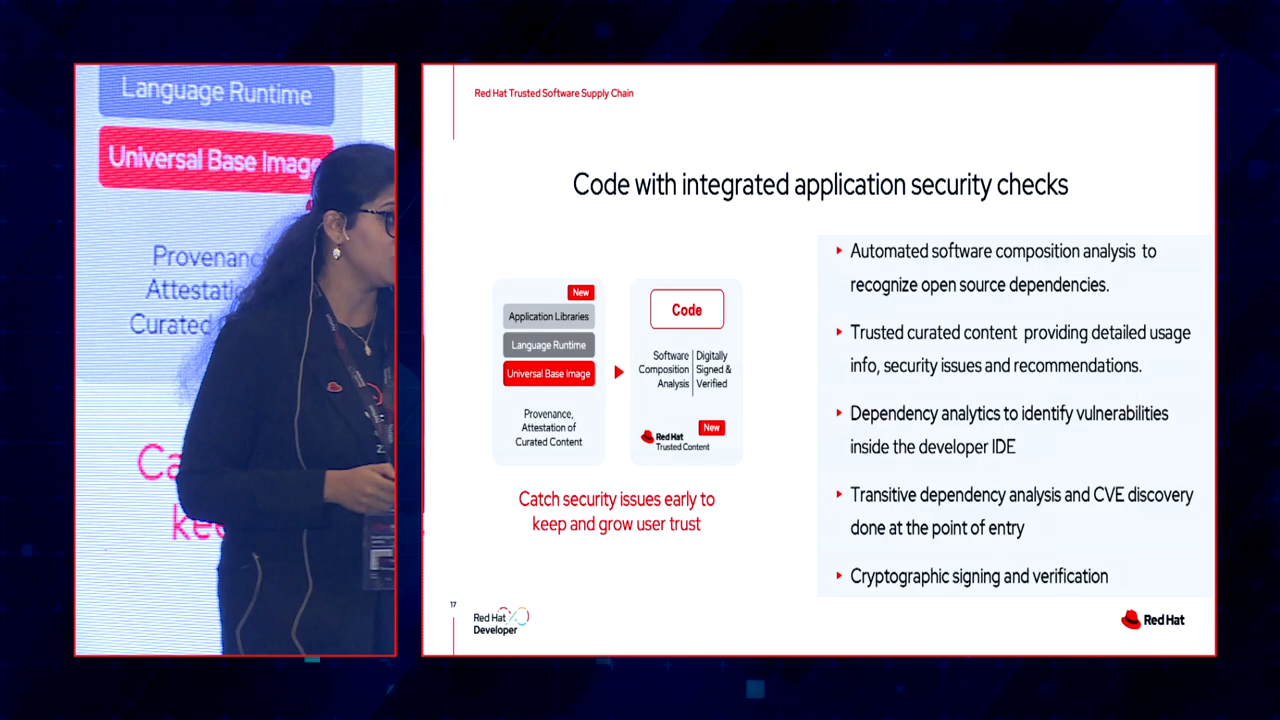 Language Runtime
Universal Base Image
Provenanc
Attestati
Curated
Ca
ke
Red Hat Trusted Software Supply Chain
Code with integrated application security checks
New
Application Libraries
Language Runtime
Universal Base Image
Provenance,
Attestation of
Curated Content
Code
Software
Composition
Analysis
Digitally
Signed &
Verified
New
Red Hat
Trusted Content
Catch security issues early to
keep and grow user trust
Automated software composition analysis to
recognize open source dependencies.
Trusted curated content providing detailed usage
info, security issues and recommendations.
Dependency analytics to identify vulnerabilities
inside the developer IDE
Transitive dependency analysis and CVE discovery
done at the point of entry
Cryptographic signing and verification
17
Red Hat
Developer
Red Hat